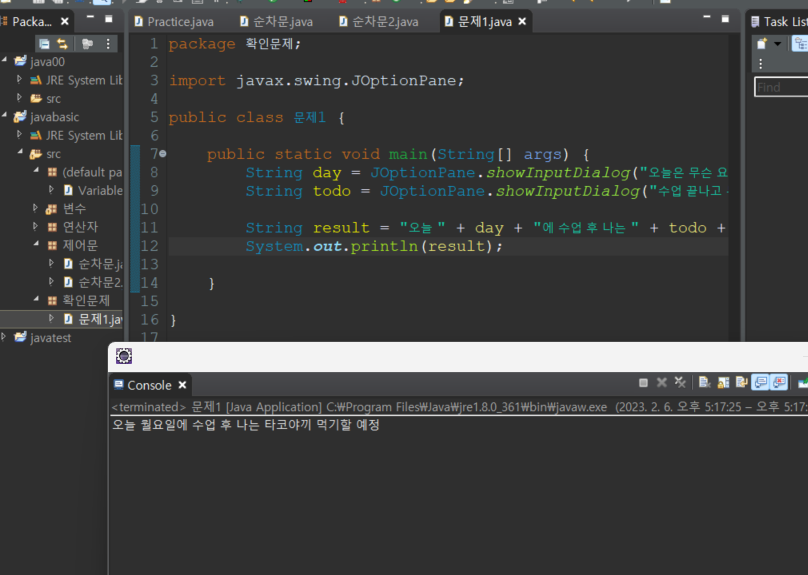 Packa...
Practice.java
순차문.java
순차문2.java
문제1.java
Task List
java00
JRE System Lib
src
javabasic
JRE System Lib
src
(default pa
Variable
변수
연산자
제어문
순차문.ja
순차문2.
확인문제
문제1.jav
javatest
1 package 확인문제;
2
3 import javax.swing.JOptionPane;
4
5 public class 문제1 {
6
7 public static void main(String[] args) {
8 String day = JOptionPane.showInputDialog("오늘은 무슨 요
9 String todo = JOptionPane.showInputDialog("수업 끝나고
10
11 String result = "오늘 " + day + "에 수업 후 나는 " + todo +
12 System.out.println(result);
13
14 }
15
16 }
17
Find
Console
<terminated> 문제1 [Java Application] C:₩Program Files₩Java₩jre1.8.0_361₩bin₩javaw.exe (2023. 2. 6. 오후 5:17:25 – 오후 5:17:
오늘 월요일에 수업 후 나는 타코야끼 먹기할 예정